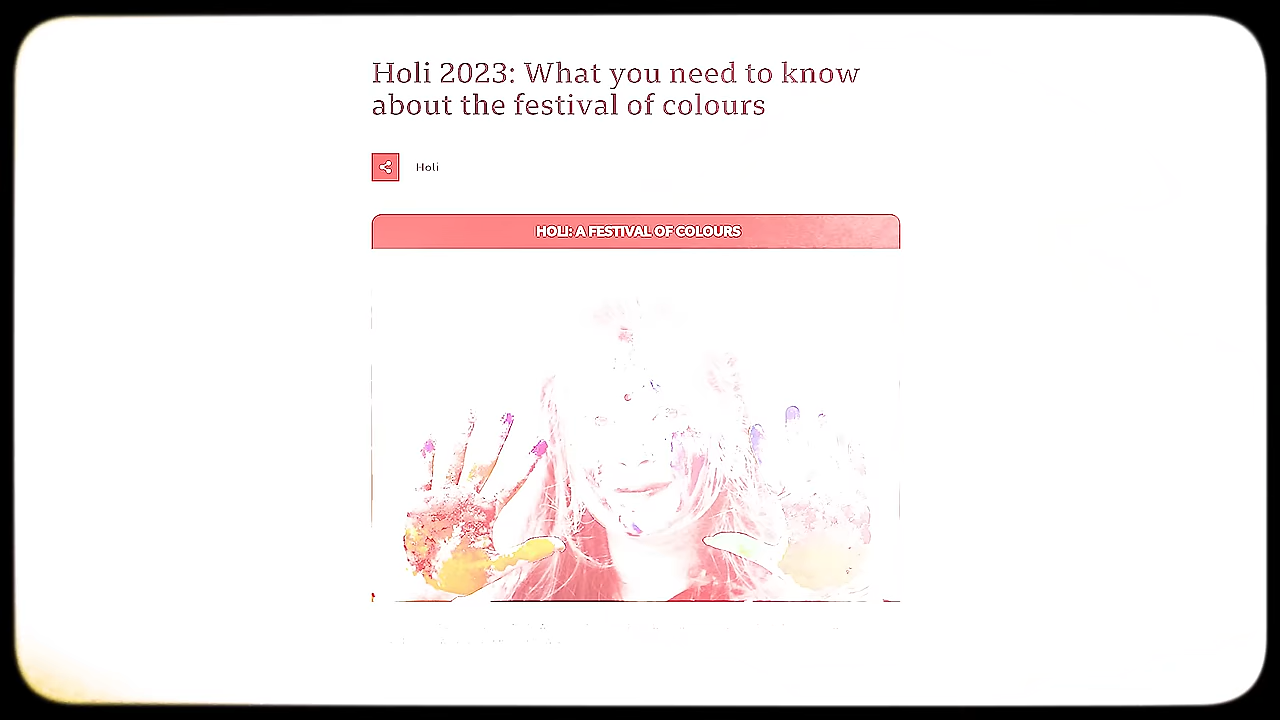 Holi 2023: What you need to know
about the festival of colours
Holi
HOLI: A FESTIVAL OF COLOURS